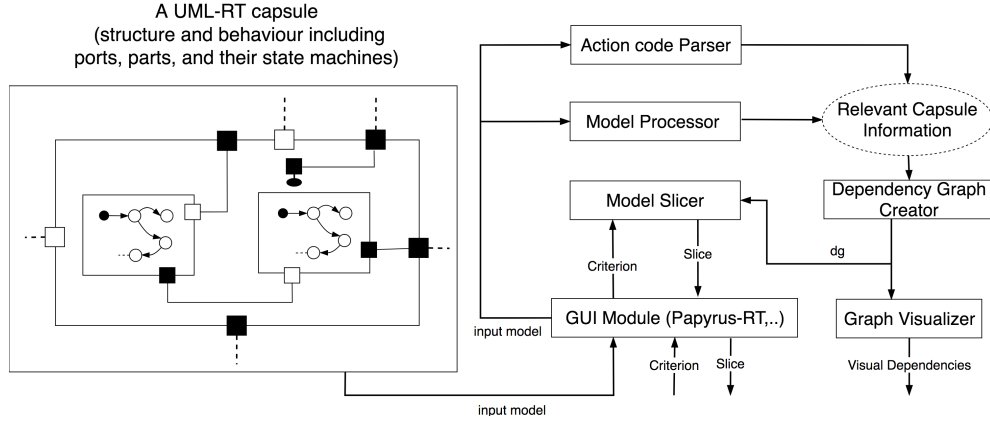 A UML-RT capsule
(structure and behaviour including
ports, parts, and their state machines)
Action code Parser
Model Processor
Relevant Capsule
Information
Model Slicer
Dependency Graph
Creator
dg
Criterion
Slice
GUI Module (Papyrus-RT,..)
Graph Visualizer
input model
Criterion
Slice
Visual Dependencies
input model